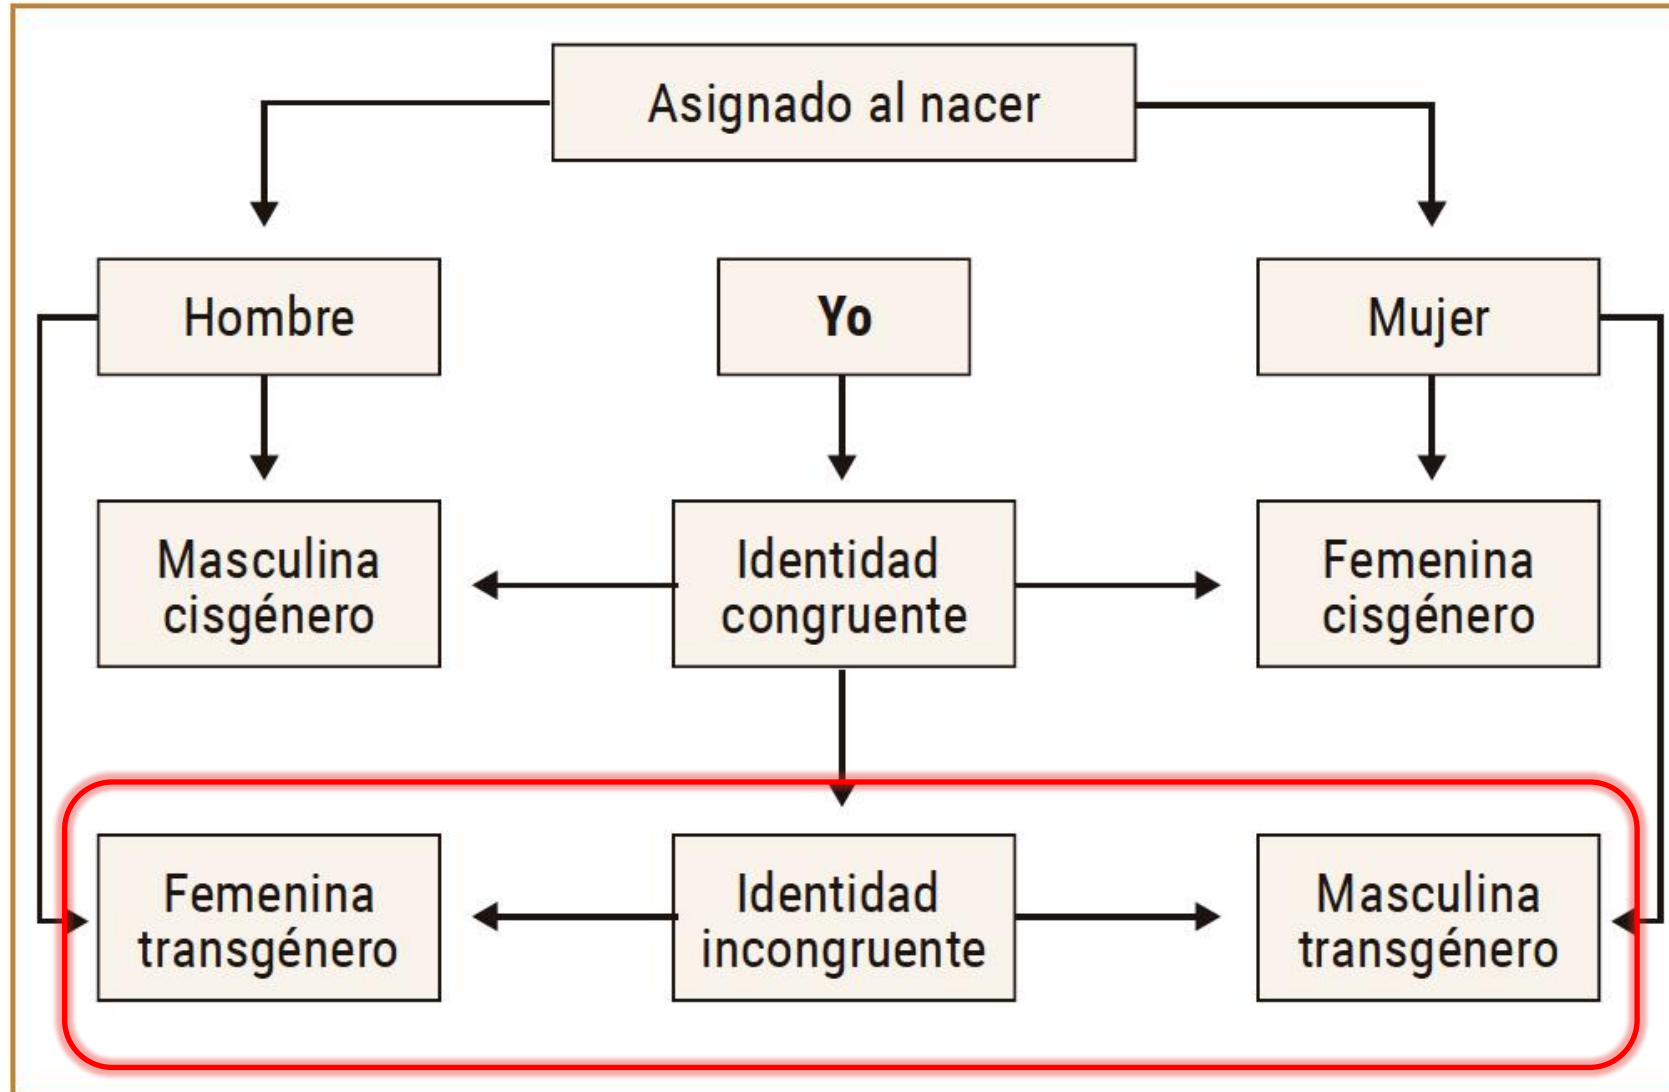 Asignado al nacer
Hombre
Yo
Mujer
Masculina
cisgénero
Identidad
congruente
Femenina
cisgénero
Femenina
transgénero
Identidad
incongruente
Masculina
transgénero